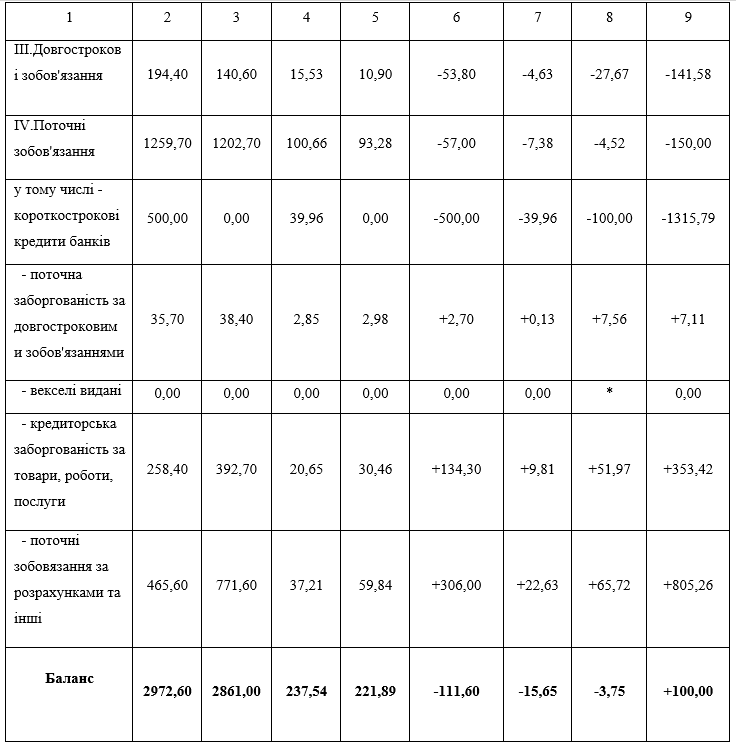 1 2 3 4 5 6 7 8 9
III.Довгостроков
і зобов'язання 194,40 140,60 15,53 10,90 -53,80 -4,63 -27,67 -141,58
IV.Поточні
зобов'язання 1259,70 1202,70 100,66 93,28 -57,00 -7,38 -4,52 -150,00
у тому числі -
короткострокові 500,00 0,00 39,96 0,00 -500,00 -39,96 -100,00 -1315,79
кредити банків
- поточна
заборгованість за
довгостроковим 35,70 38,40 2,85 2,98 +2,70 +0,13 +7,56 +7,11
и зобов'язаннями
- векселі видані 0,00 0,00 0,00 0,00 0,00 0,00 * 0,00
- кредиторська
заборгованість за
товари, роботи, 258,40 392,70 20,65 30,46 +134,30 +9,81 +51,97 +353,42
послуги
- поточні
зобовязання за
розрахунками та 465,60 771,60 37,21 59,84 +306,00 +22,63 +65,72 +805,26
інші
Баланс 2972,60 2861,00 237,54 221,89 -111,60 -15,65 -3,75 +100,00